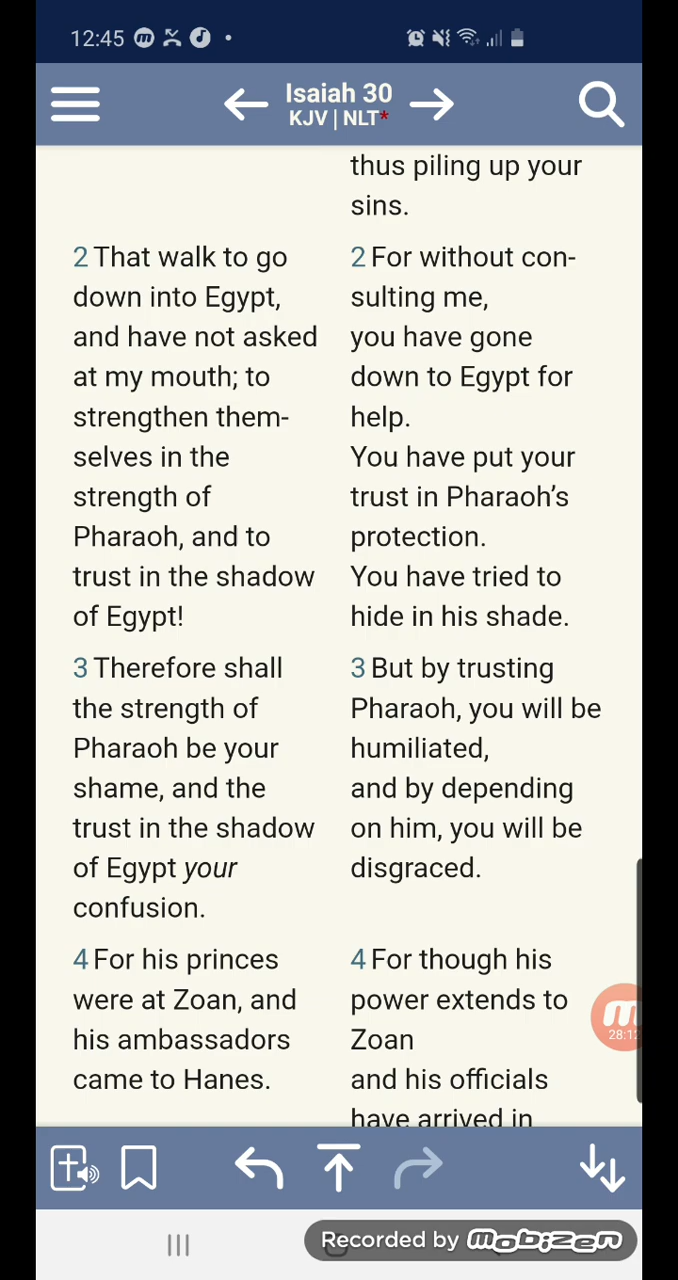 12:45
Isaiah 30
KJV | NLT*
thus piling up your
sins.
2 That walk to go
down into Egypt,
and have not asked
at my mouth; to
strengthen them-
selves in the
strength of
Pharaoh, and to
trust in the shadow
of Egypt!
2 For without con-
sulting me,
you have gone
down to Egypt for
help.
You have put your
trust in Pharaoh’s
protection.
You have tried to
hide in his shade.
3 Therefore shall
the strength of
Pharaoh be your
shame, and the
trust in the shadow
of Egypt your
confusion.
3 But by trusting
Pharaoh, you will be
humiliated,
and by depending
on him, you will be
disgraced.
4 For his princes
were at Zoan, and
his ambassadors
came to Hanes.
4 For though his
power extends to
Zoan
and his officials
have arrived in
Recorded by mobizen